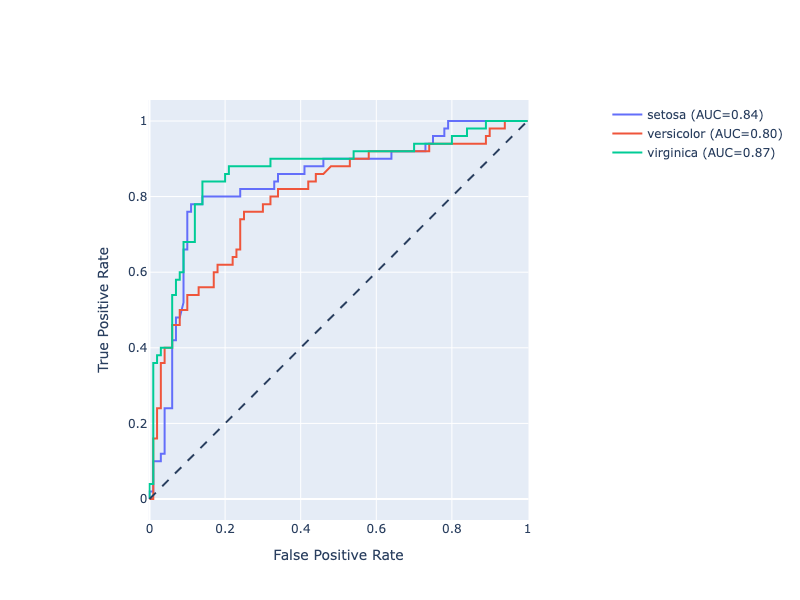 setosa (AUC=0.84)
versicolor (AUC=0.80)
virginica (AUC=0.87)
True Positive Rate
1
0.8
0.6
0.4
0.2
0
0 0.2 0.4 0.6 0.8 1
False Positive Rate